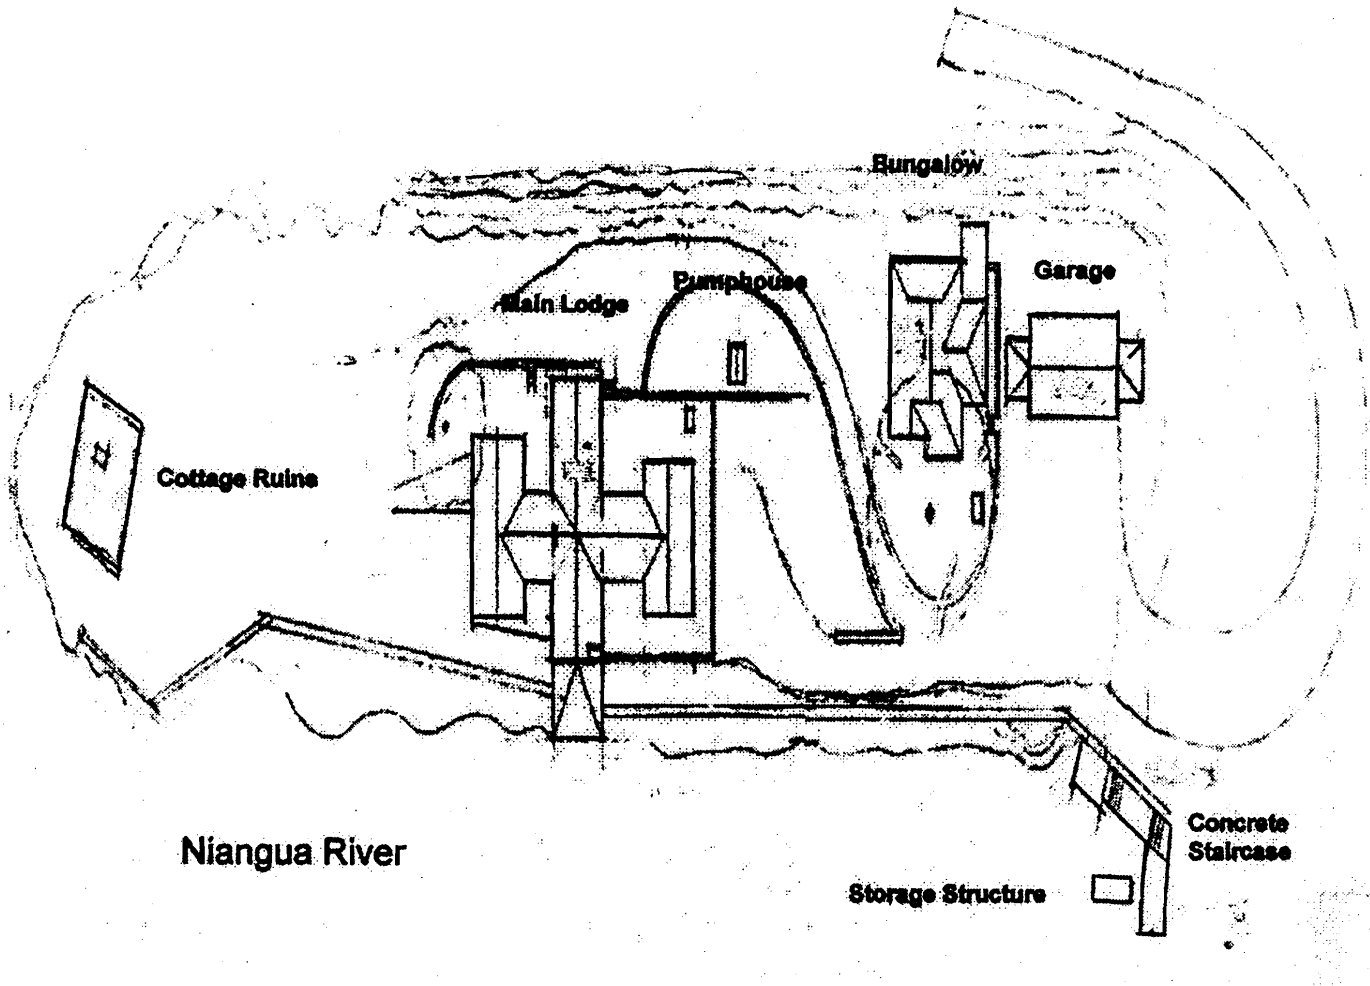 Bungalow
Garage
Pumphouse
Main Lodge
Cottage Ruins
Niangua River
Concrete
Staircase
Storage Structure